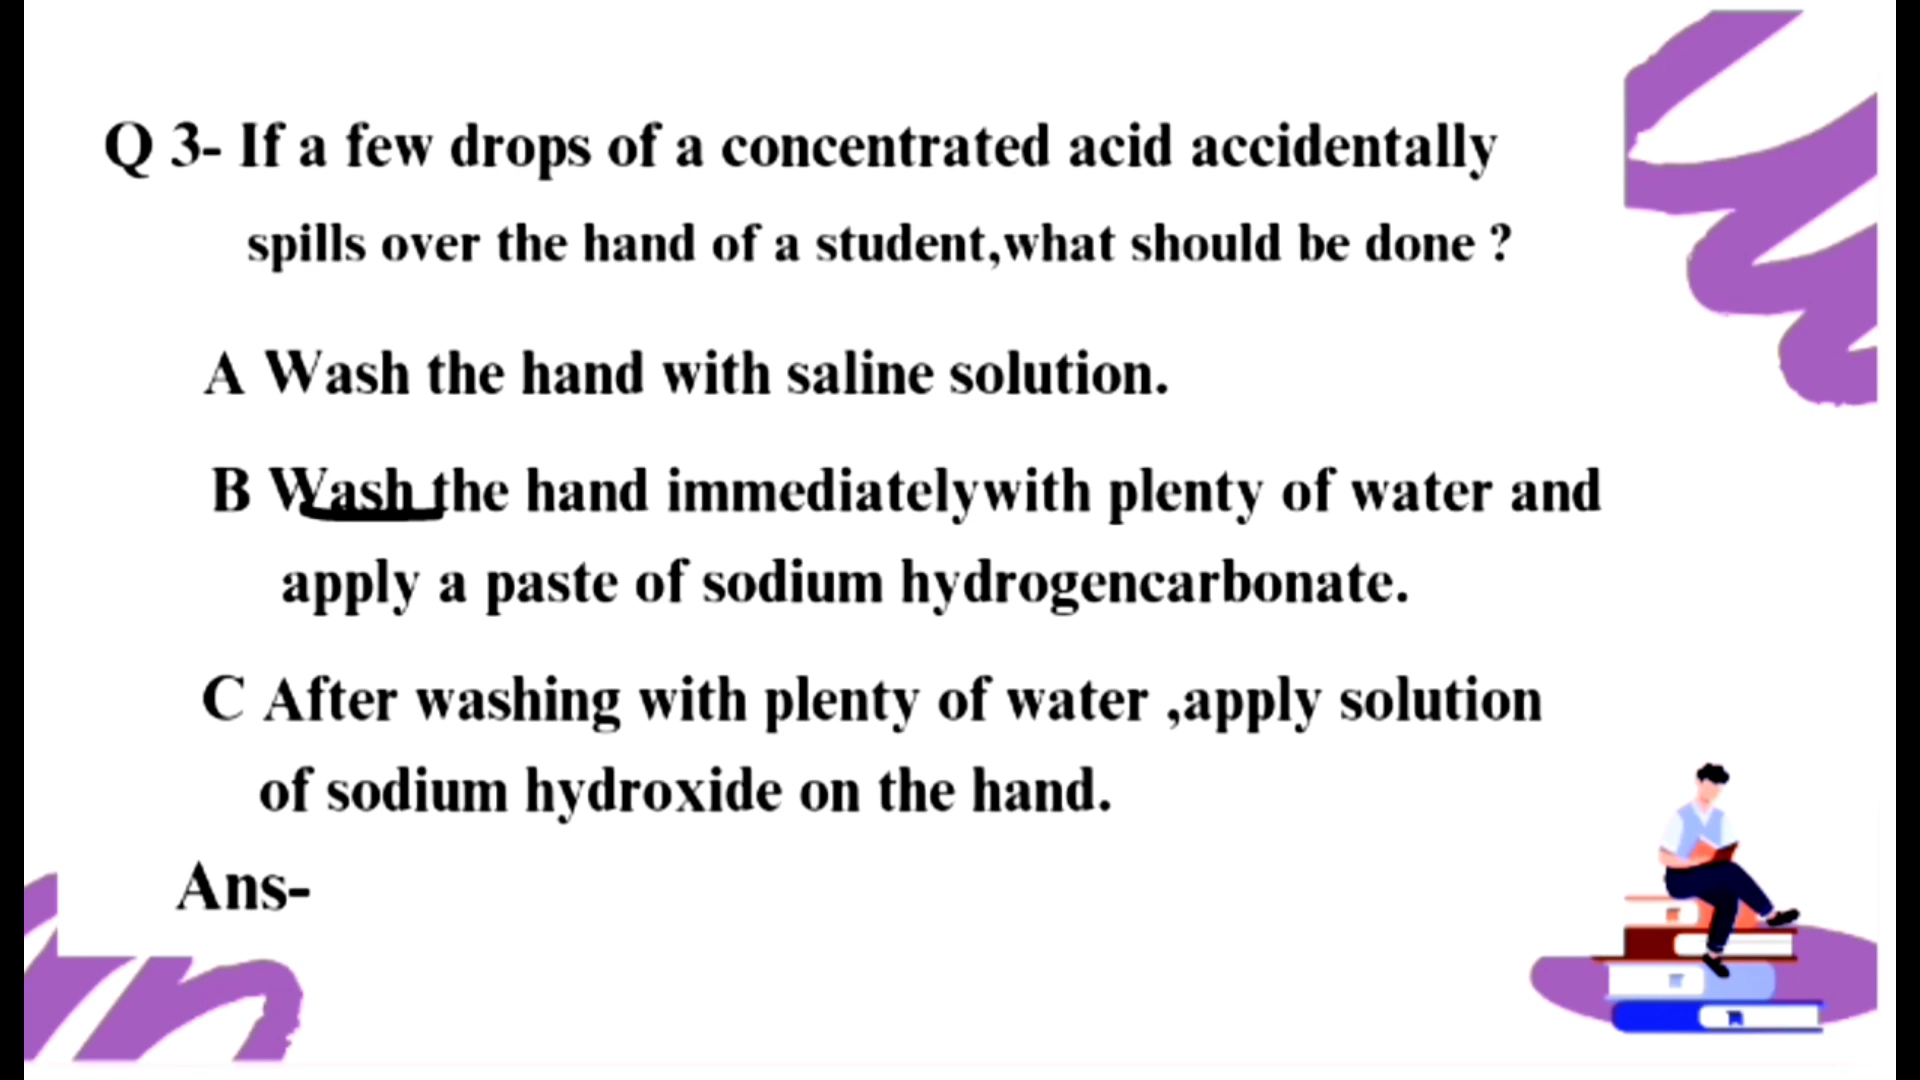 Q 3- If a few drops of a concentrated acid accidentally
spills over the hand of a student,what should be done ?
A Wash the hand with saline solution.
B Wash the hand immediatelywith plenty of water and
apply a paste of sodium hydrogencarbonate.
C After washing with plenty of water ,apply solution
of sodium hydroxide on the hand.
Ans-